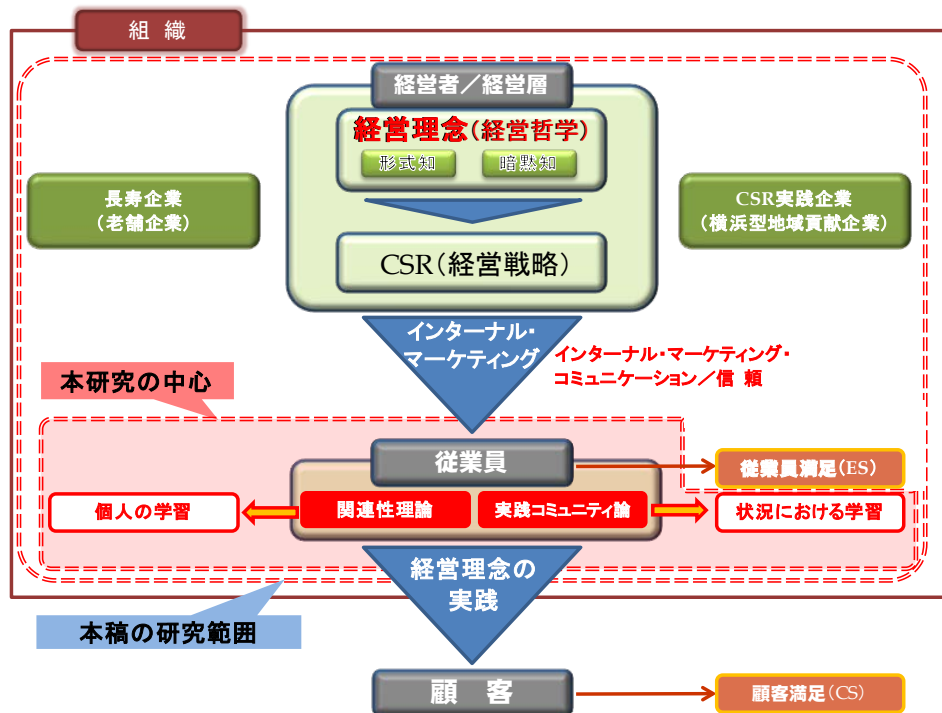 組 織
経営者／経営層
経営理念(経営哲学)
形式知
暗黙知
長寿企業
(老舗企業)
CSR実践企業
(横浜型地域貢献企業)
CSR(経営戦略)
インターナル・
マーケティング
インターナル・マーケティング・
コミュニケーション／信 頼
本研究の中心
従業員
従業員満足(ES)
個人の学習
関連性理論
実践コミュニティ論
状況における学習
経営理念の
実践
本稿の研究範囲
顧 客
顧客満足(CS)